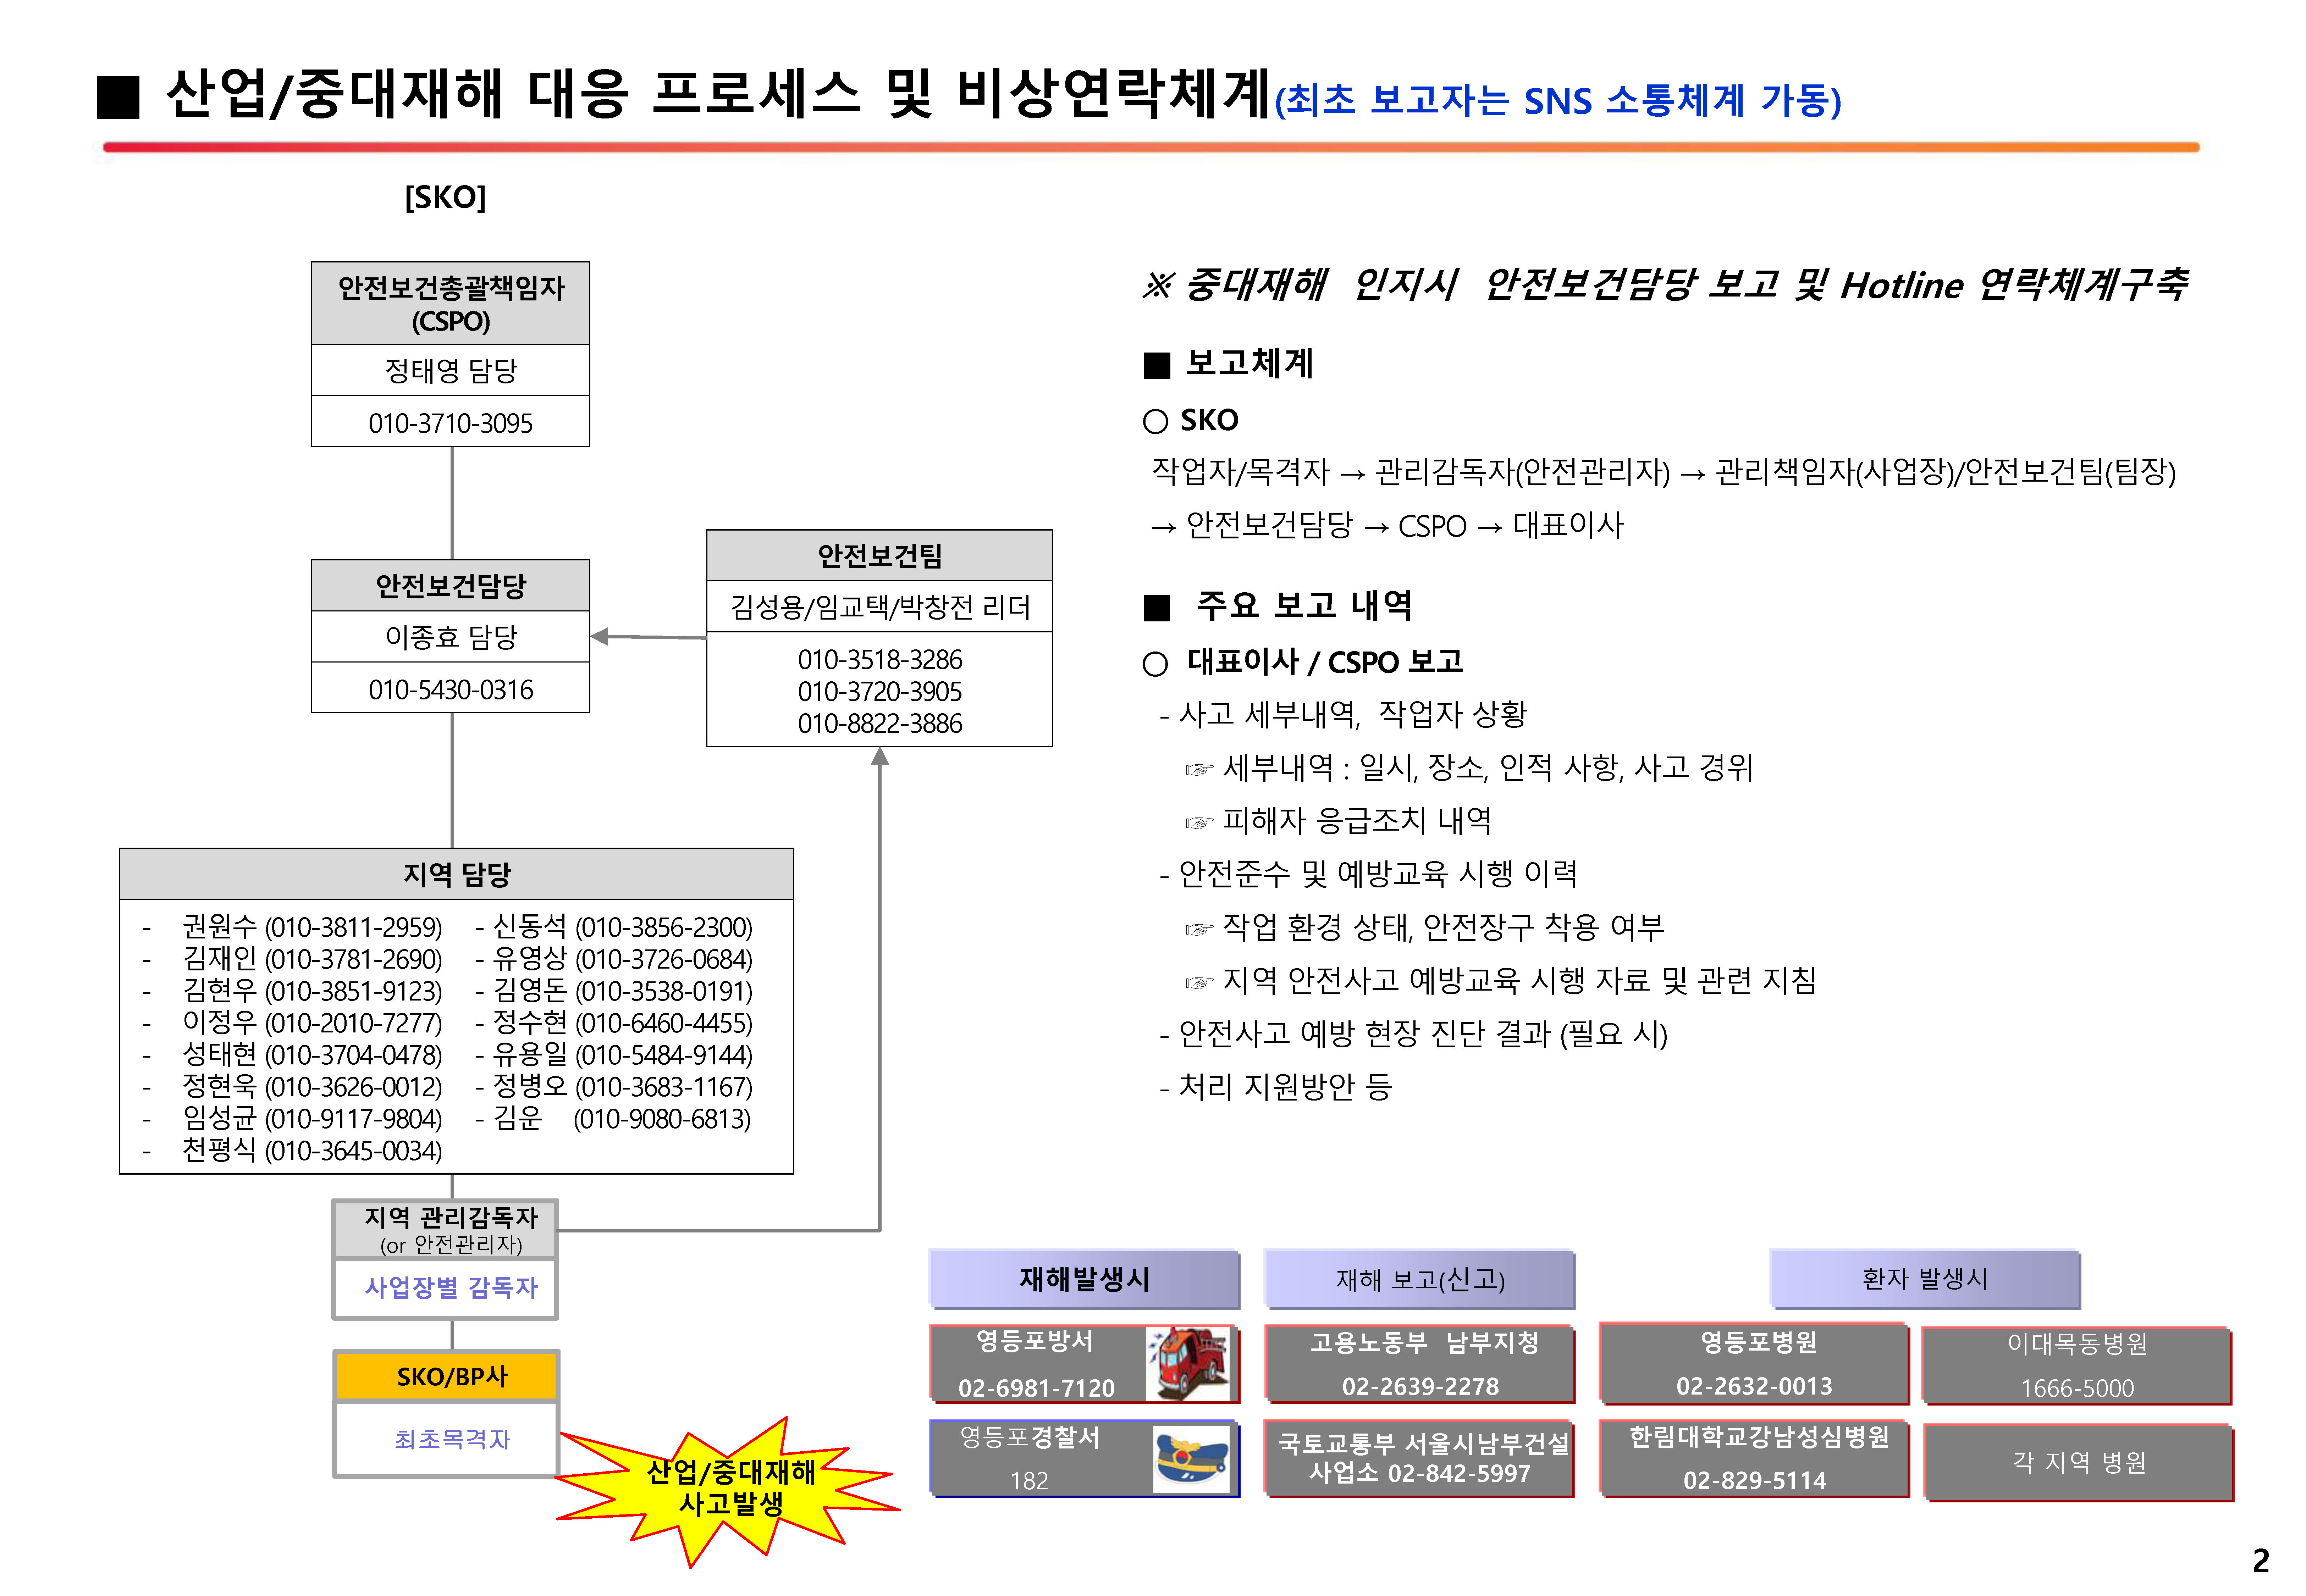 ■ 산업/중대재해 대응 프로세스 및 비상연락체계(최초 보고자는 SNS 소통체계 가동)
[SKO]
안전보건총괄책임자
(CSPO)
정태영 담당
010-3710-3095
안전보건담당
이종효 담당
010-5430-0316
안전보건팀
김성용/임교택/박창전 리더
010-3518-3286
010-3720-3905
010-8822-3886
지역 담당
- 권원수 (010-3811-2959) - 신동석 (010-3856-2300)
- 김재인 (010-3781-2690) - 유영상 (010-3726-0684)
- 김현우 (010-3851-9123) - 김영돈 (010-3538-0191)
- 이정우 (010-2010-7277) - 정수현 (010-6460-4455)
- 성태현 (010-3704-0478) - 유용일 (010-5484-9144)
- 정현욱 (010-3626-0012) - 정병오 (010-3683-1167)
- 임성균 (010-9117-9804) - 김운 (010-9080-6813)
- 천평식 (010-3645-0034)
지역 관리감독자
(or 안전관리자)
사업장별 감독자
SKO/BP사
최초목격자
산업/중대재해
사고발생
※ 중대재해 인지시 안전보건담당 보고 및 Hotline 연락체계구축
■ 보고체계
○ SKO
작업자/목격자 → 관리감독자(안전관리자) → 관리책임자(사업장)/안전보건팀(팀장)
→ 안전보건담당 → CSPO → 대표이사
■ 주요 보고 내역
○ 대표이사 / CSPO 보고
- 사고 세부내역, 작업자 상황
☞ 세부내역 : 일시, 장소, 인적 사항, 사고 경위
☞ 피해자 응급조치 내역
- 안전준수 및 예방교육 시행 이력
☞ 작업 환경 상태, 안전장구 착용 여부
☞ 지역 안전사고 예방교육 시행 자료 및 관련 지침
- 안전사고 예방 현장 진단 결과 (필요 시)
- 처리 지원방안 등
재해발생시
영등포방서
02-6981-7120
영등포경찰서
182
재해 보고(신고)
고용노동부 남부지청
02-2639-2278
국토교통부 서울시남부건설
사업소 02-842-5997
환자 발생시
영등포병원
02-2632-0013
이대목동병원
1666-5000
한림대학교강남성심병원
02-829-5114
각 지역 병원
2